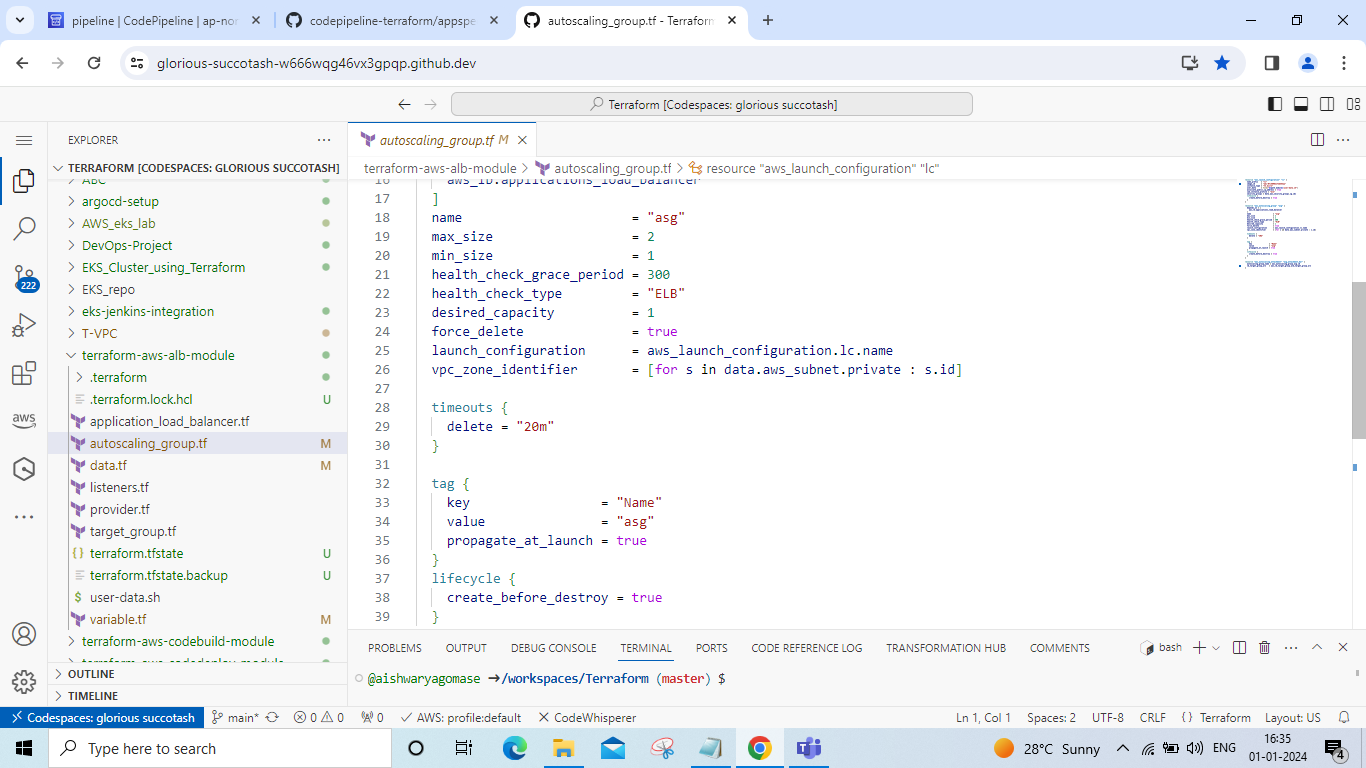 pipeline | CodePipeline | ap-nor
codepipeline-terraform/appspe
autoscaling_group.tf - Terraform
glorious-succotash-w666wqg46vx3gpqp.github.dev
Terraform [Codespaces: glorious succotash]
EXPLORER
TERRAFORM [CODESPACES: GLORIOUS SUCCOTASH]
ABC
argocd-setup
AWS_eks_lab
DevOps-Project
EKS_Cluster_using_Terraform
EKS_repo
eks-jenkins-integration
T-VPC
terraform-aws-alb-module
.terraform
.terraform.lock.hcl U
application_load_balancer.tf
autoscaling_group.tf M
data.tf M
listeners.tf
provider.tf
target_group.tf
terraform.tfstate U
terraform.tfstate.backup U
user-data.sh
variable.tf M
terraform-aws-codebuild-module
terraform-aws-codedeploy-module
OUTLINE
TIMELINE
222
aws
autoscaling_group.tf M
terraform-aws-alb-module > autoscaling_group.tf > resource "aws_launch_configuration" "lc"
16 aws_lb.applications_load_balancer
17 ]
18 name = "asg"
19 max_size = 2
20 min_size = 1
21 health_check_grace_period = 300
22 health_check_type = "ELB"
23 desired_capacity = 1
24 force_delete = true
25 launch_configuration = aws_launch_configuration.lc.name
26 vpc_zone_identifier = [for s in data.aws_subnet.private : s.id]
27
28 timeouts {
29 delete = "20m"
30 }
31
32 tag {
33 key = "Name"
34 value = "asg"
35 propagate_at_launch = true
36 }
37 lifecycle {
38 create_before_destroy = true
39 }
PROBLEMS OUTPUT DEBUG CONSOLE TERMINAL PORTS CODE REFERENCE LOG TRANSFORMATION HUB COMMENTS
bash
@aishwaryagomase ➜/workspaces/Terraform (master) $
Codespaces: glorious succotash main* 0 0 0 AWS: profile:default CodeWhisperer
Ln 1, Col 1 Spaces: 2 UTF-8 CRLF {} Terraform Layout: US
Type here to search
28°C Sunny ENG 16:35
01-01-2024
4